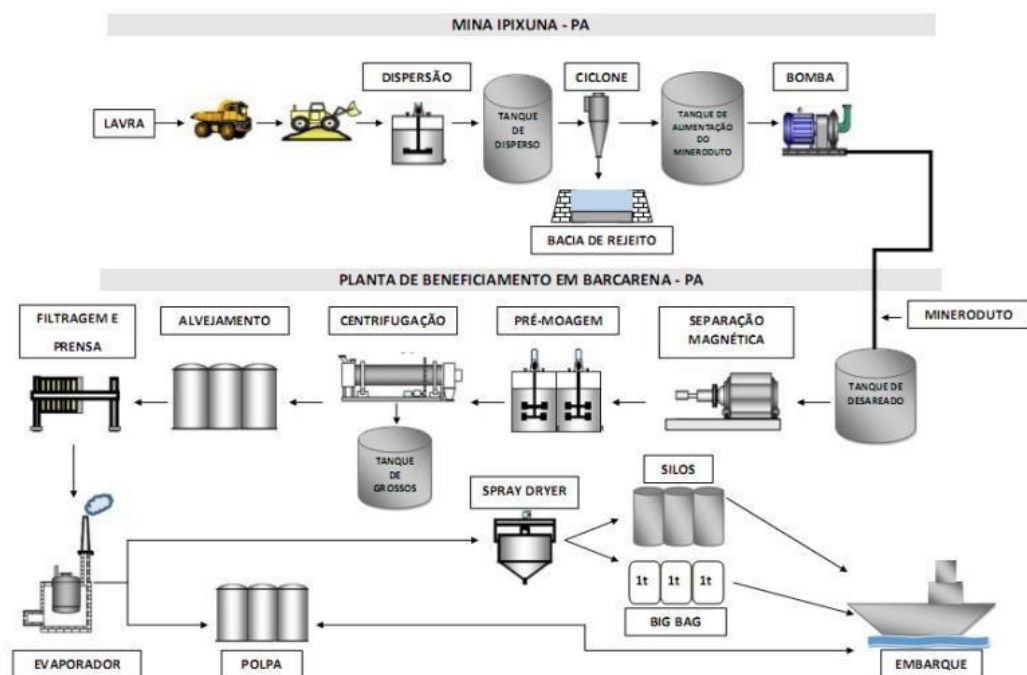 MINA IPIXUNA - PA
DISPERSÃO
CICLONE
BOMBA
LAVRA
TANQUE
DE
DISPERSO
TANQUE DE
ALIMENTAÇÃO
DO
MINERODUTO
BACIA DE REJEITO
PLANTA DE BENEFICIAMENTO EM BARCARENA - PA
FILTRAGEM E
PRENSA
ALVEJAMENTO
CENTRIFUGAÇÃO
PRÉ-MOAGEM
SEPARAÇÃO
MAGNÉTICA
MINERODUTO
TANQUE DE
DESAREADO
TANQUE
DE
GROSSOS
SPRAY DRYER
SILOS
1t 1t 1t
BIG BAG
EVAPORADOR
POLPA
EMBARQUE